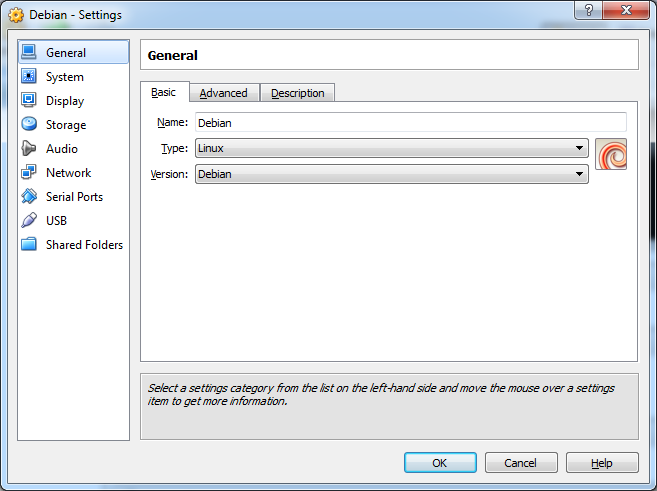 Debian - Settings
General
System
Display
Storage
Audio
Network
Serial Ports
USB
Shared Folders
General
Basic Advanced Description
Name: Debian
Type: Linux
Version: Debian
Select a settings category from the list on the left-hand side and move the mouse over a settings
item to get more information.
OK Cancel Help